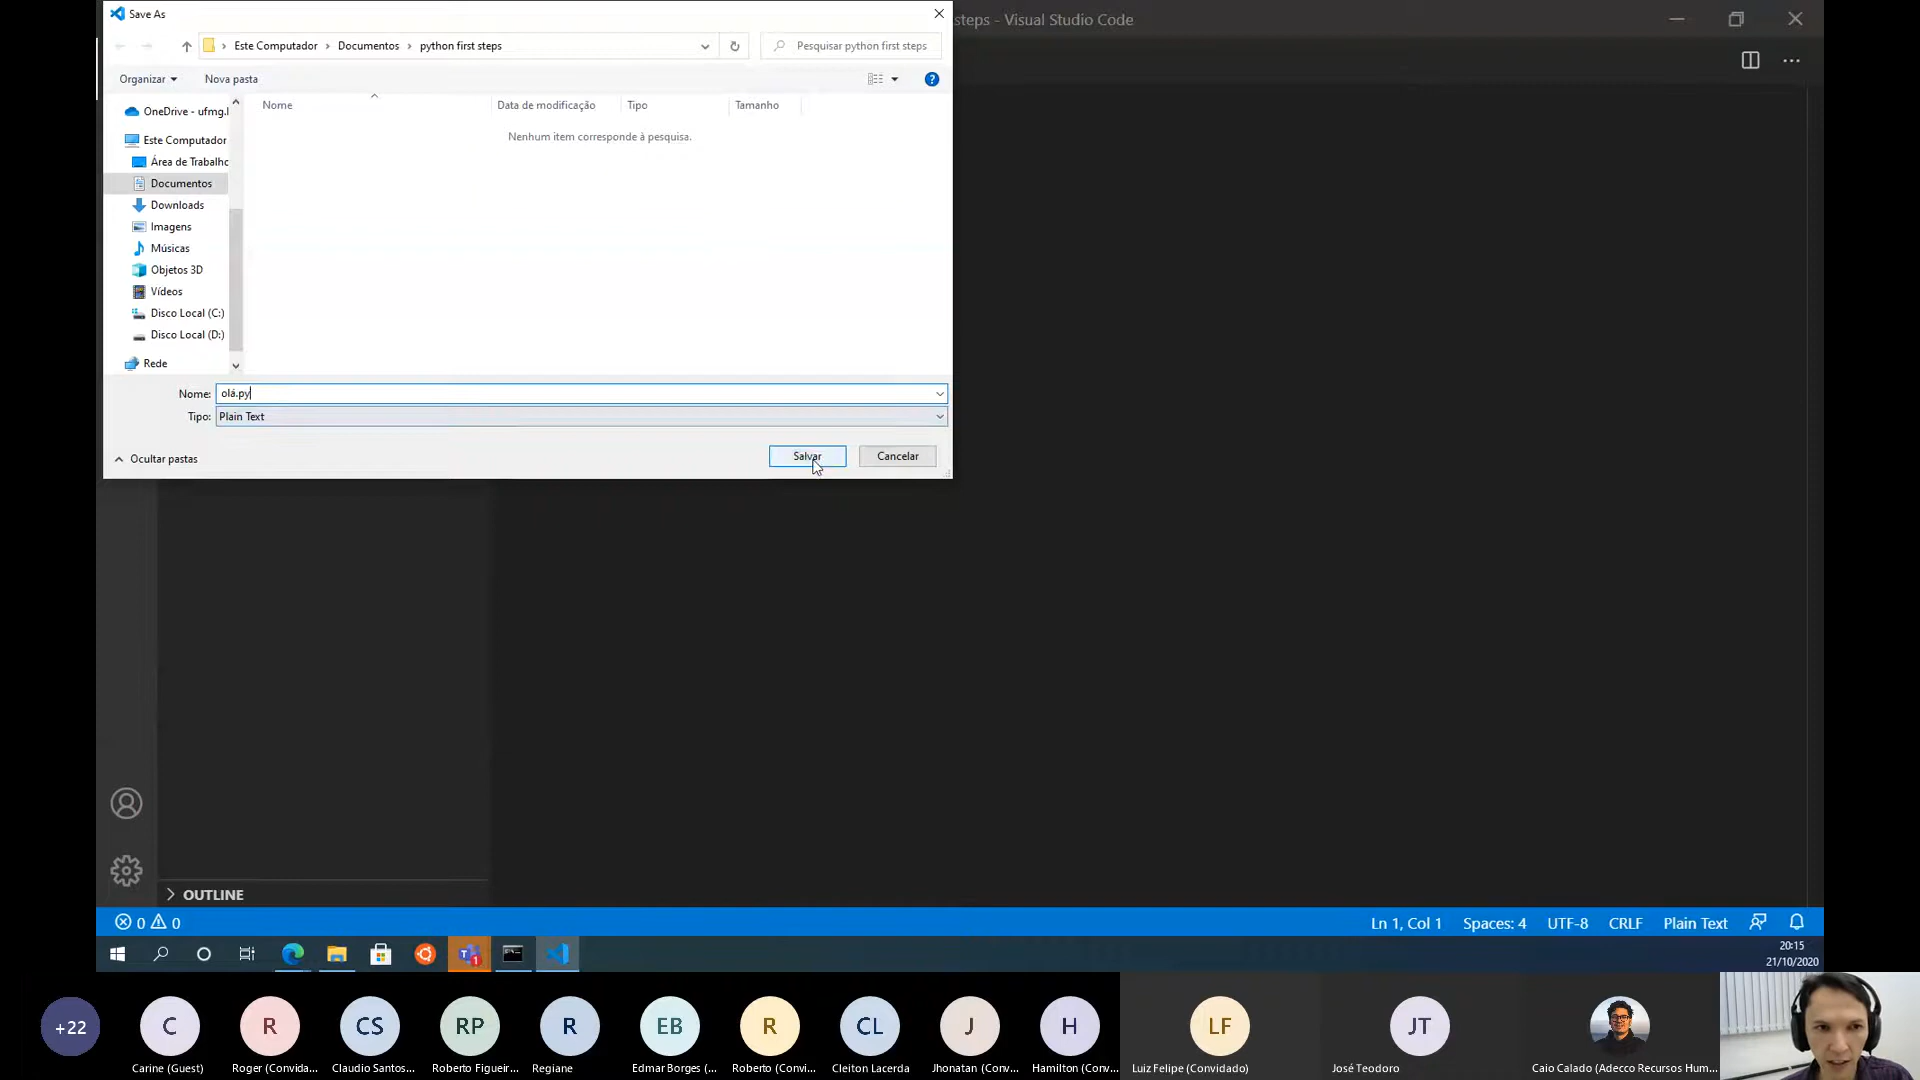 Save As
steps - Visual Studio Code
Este Computador
Documentos
python first steps
Pesquisar python first steps
Organizar
Nova pasta
OneDrive - ufmg.
Este Computador
Área de Trabalho
Documentos
Downloads
Imagens
Músicas
Objetos 3D
Vídeos
Disco Local (C:)
Disco Local (D:)
Rede
Nome
Data de modificação
Tipo
Tamanho
Nenhum item corresponde à pesquisa.
Nome: olá.py
Tipo: Plain Text
Ocultar pastas
Salvar
Cancelar
OUTLINE
0 0
Ln 1, Col 1
Spaces: 4
UTF-8
CRLF
Plain Text
1
20:15
21/10/2020
+22
C
R
CS
RP
R
EB
R
CL
J
H
LF
JT
Carine (Guest)
Roger (Convida...
Claudio Santos...
Roberto Figueir...
Regiane
Edmar Borges (...
Roberto (Convi...
Cleiton Lacerda
Jhonatan (Conv...
Hamilton (Conv...
Luiz Felipe (Convidado)
José Teodoro
Caio Calado (Adecco Recursos Hum...